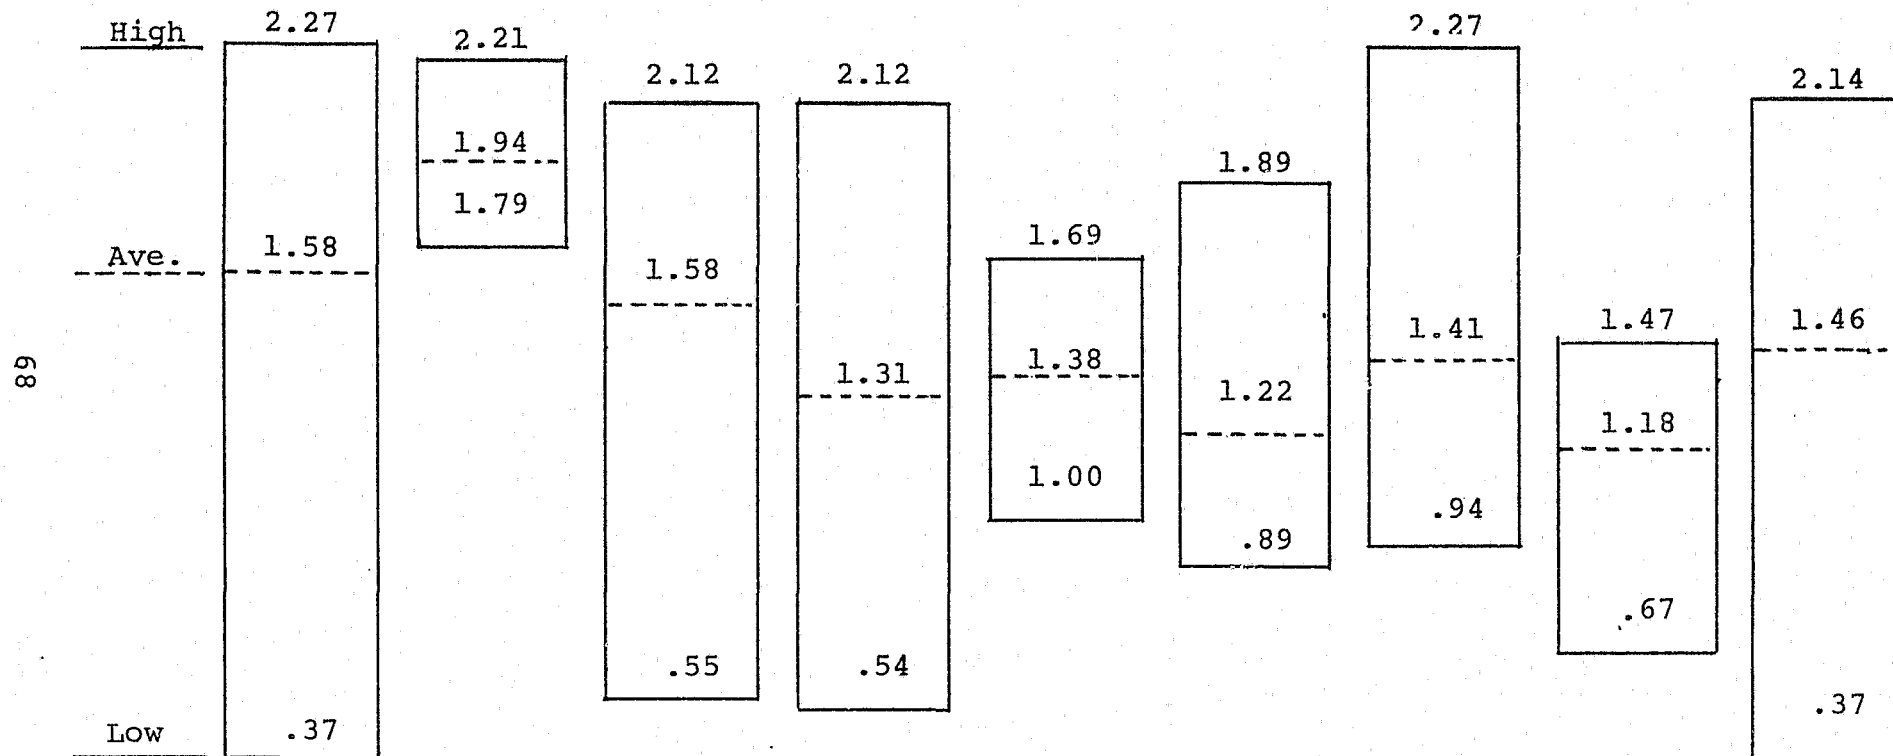 High 2.27 2.21 2.12 2.12 1.69 1.89 2.27 1.47 2.14
Ave. 1.58 1.94 1.58 1.31 1.38 1.22 1.41 1.18 1.46
Low .37 1.79 .55 .54 1.00 .89 .94 .67 .37
89